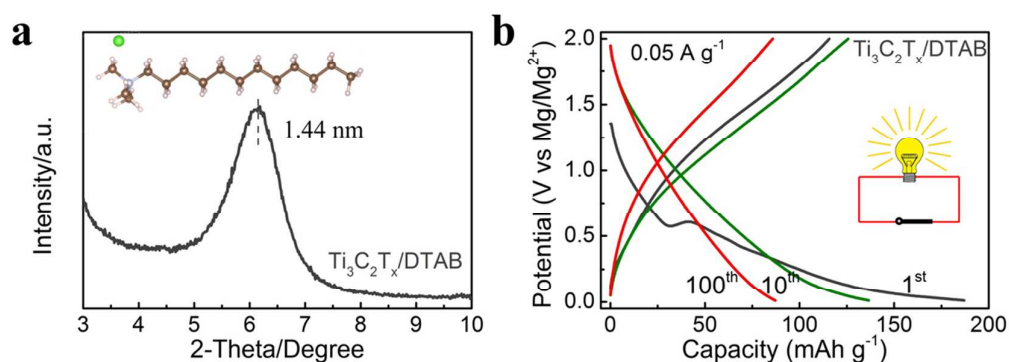 a
1.44 nm
Ti₃C₂Tₓ/DTAB
Intensity/a.u.
3 4 5 6 7 8 9 10
2-Theta/Degree
b
0.05 A g⁻¹
Ti₃C₂Tₓ/DTAB
2.0
1.5
1.0
0.5
0.0
Potential (V vs Mg/Mg²⁺)
100ᵗʰ 10ᵗʰ 1ˢᵗ
0 50 100 150 200
Capacity (mAh g⁻¹)